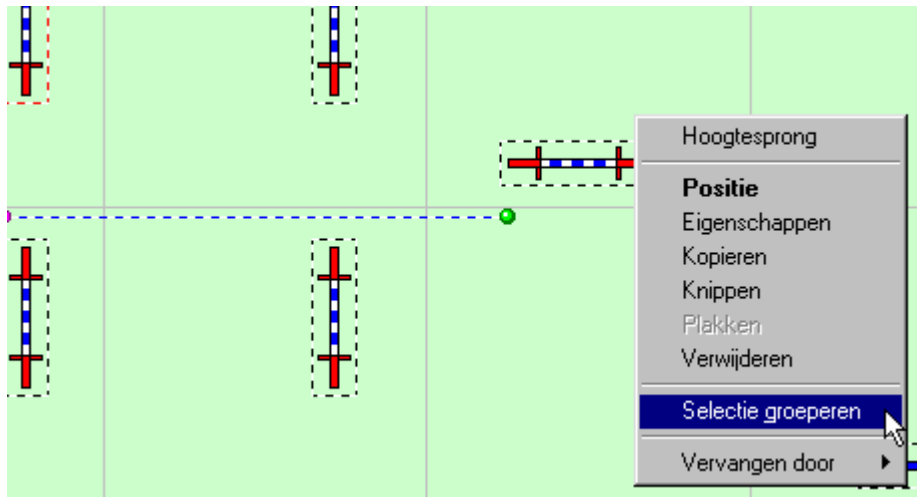 Hoogtesprong
Positie
Eigenschappen
Kopieren
Knippen
Plakken
Verwijderen
Selectie groeperen
Vervangen door